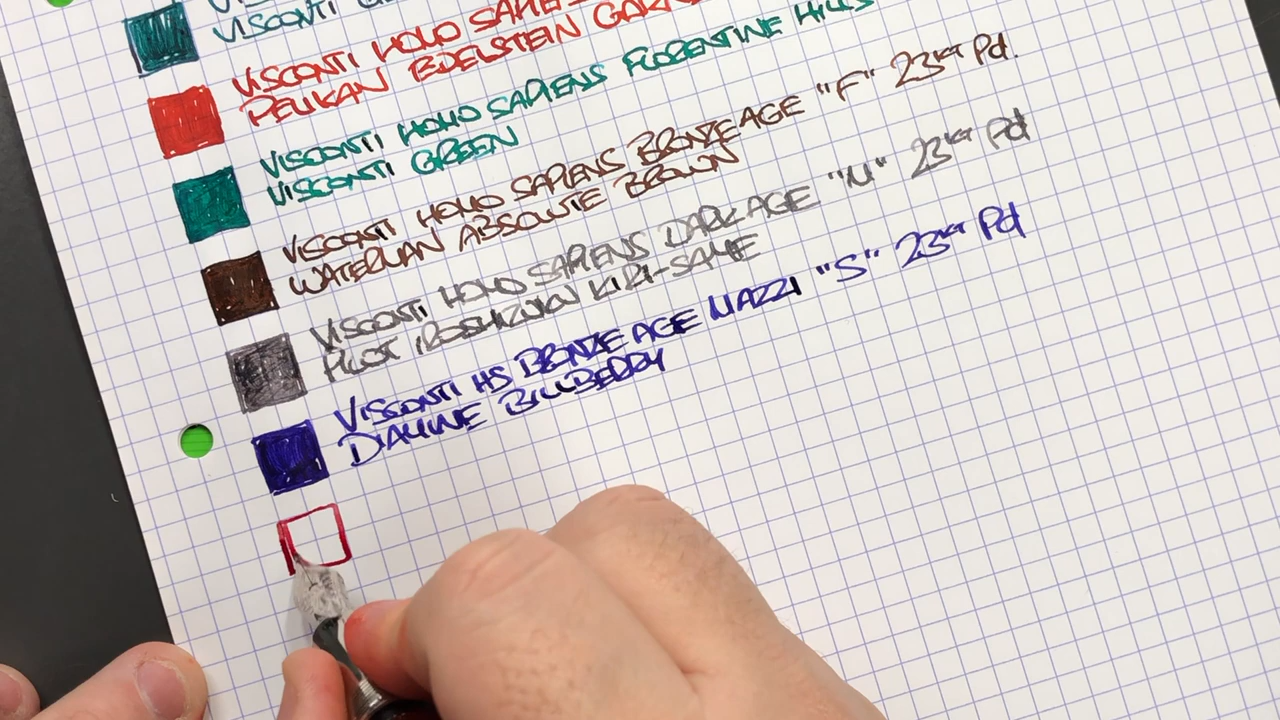 VISCONTI
VISCONTI HOMO SAPIENS
PELIKAN EDELSTEIN GARNET
VISCONTI HOMO SAPIENS FLORENTINE HILLS
VISCONTI GREEN
VISCONTI HOMO SAPIENS BRONZE AGE "F" 23KT Pd.
WATERMAN ABSOLUTE BROWN
VISCONTI HOMO SAPIENS DARK AGE "M" 23KT Pd
PILOT IROSHIZUKU KIRI-SAME
VISCONTI HS BRONZE AGE MAZZI "S" 23KT Pd
DIAMINE BILBERRY